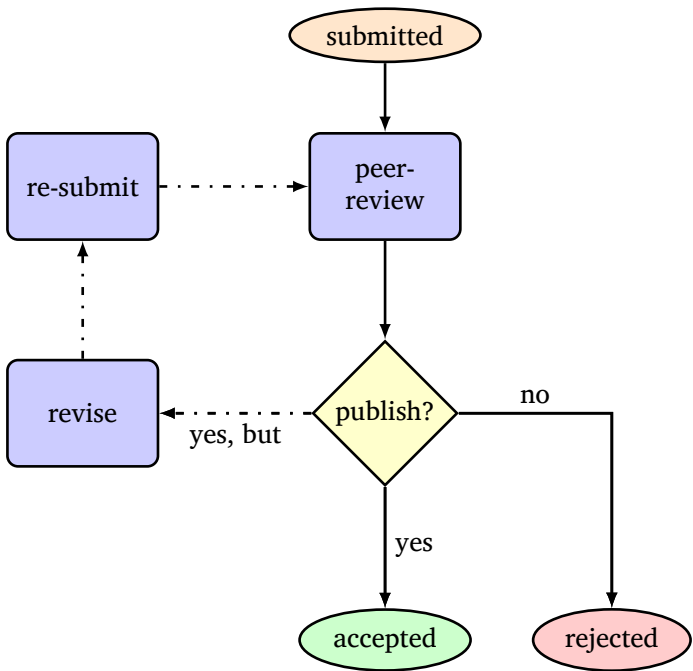 submitted
re-submit
peer-
review
publish?
no
revise
yes, but
yes
accepted
rejected